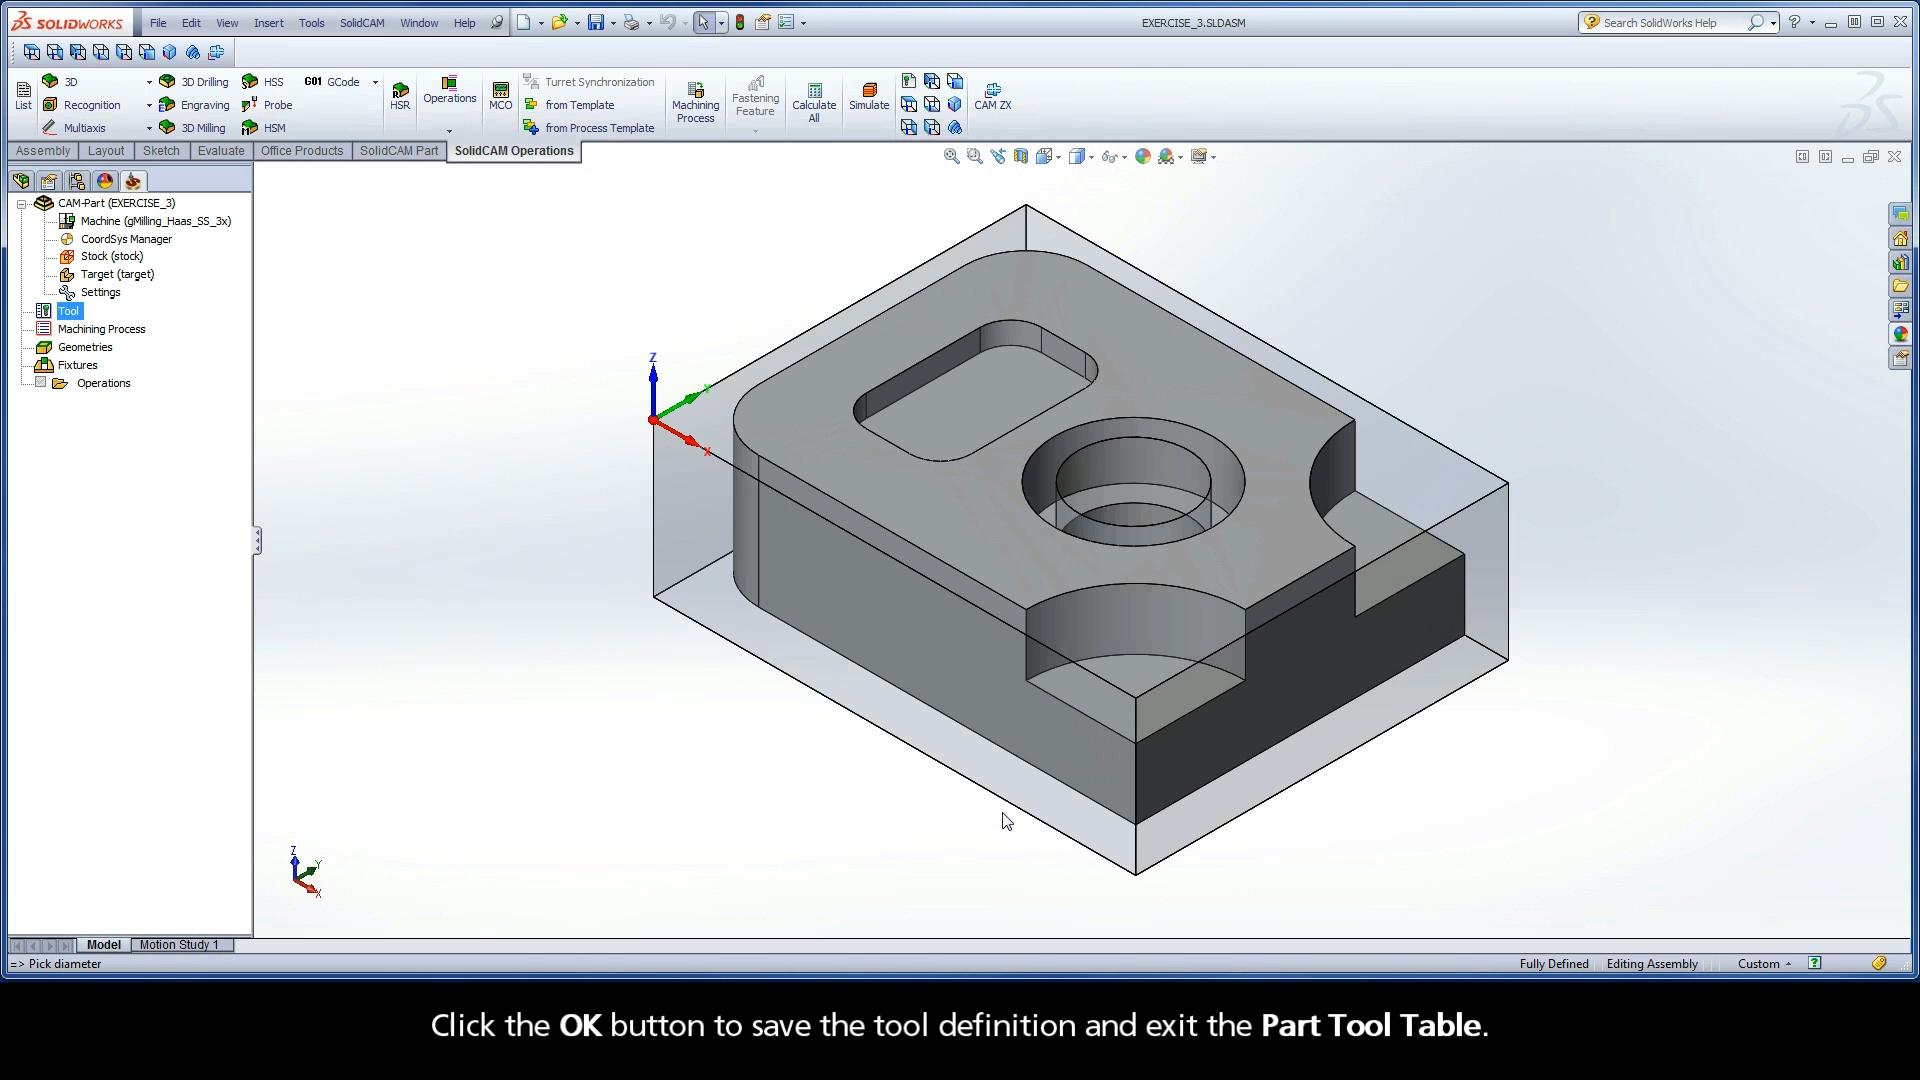 SOLIDWORKS File Edit View Insert Tools SolidCAM Window Help EXERCISE_3.SLDASM Search SolidWorks Help
3D 3D Drilling HSS G01 GCode Turret Synchronization
List Recognition Engraving Probe HSR Operations MCO from Template Machining Process Fastening Feature Calculate All Simulate CAM ZX
Multiaxis 3D Milling HSM from Process Template
Assembly Layout Sketch Evaluate Office Products SolidCAM Part SolidCAM Operations
CAM-Part (EXERCISE_3)
Machine (gMilling_Haas_SS_3x)
CoordSys Manager
Stock (stock)
Target (target)
Settings
Tool
Machining Process
Geometries
Fixtures
Operations
Z
Y
X
Z
Y
X
Model Motion Study 1
=> Pick diameter Fully Defined Editing Assembly Custom
Click the OK button to save the tool definition and exit the Part Tool Table.